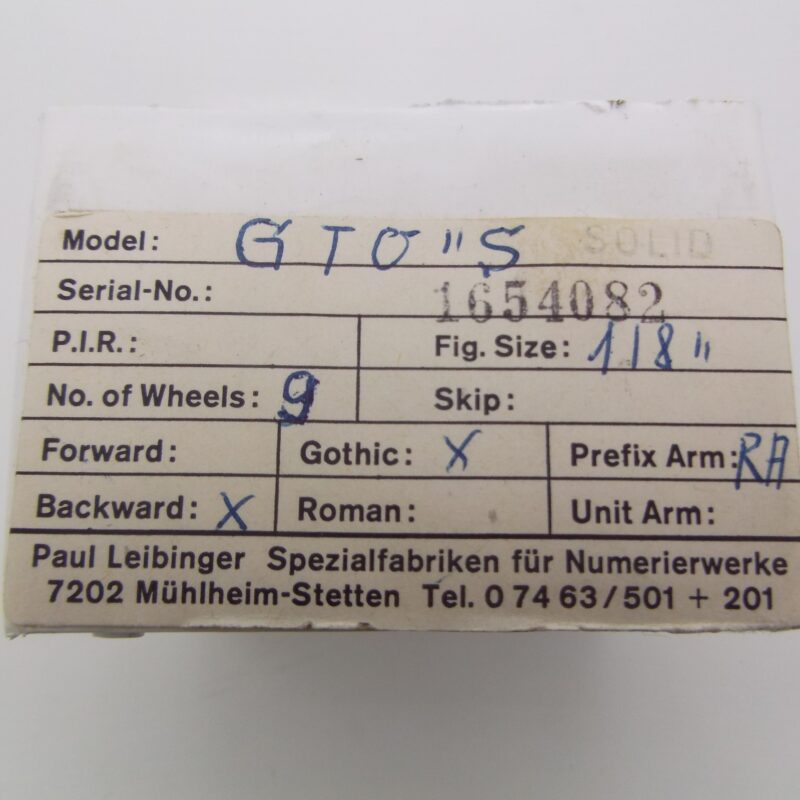 Model: GTO "S SOLID
Serial-No.: 1654082
P.I.R.: Fig. Size: 1/8"
No. of Wheels: 9 Skip:
Forward: Gothic: X Prefix Arm: RA
Backward: X Roman: Unit Arm:
Paul Leibinger Spezialfabriken für Numerierwerke
7202 Mühlheim-Stetten Tel. 0 74 63/501 + 201